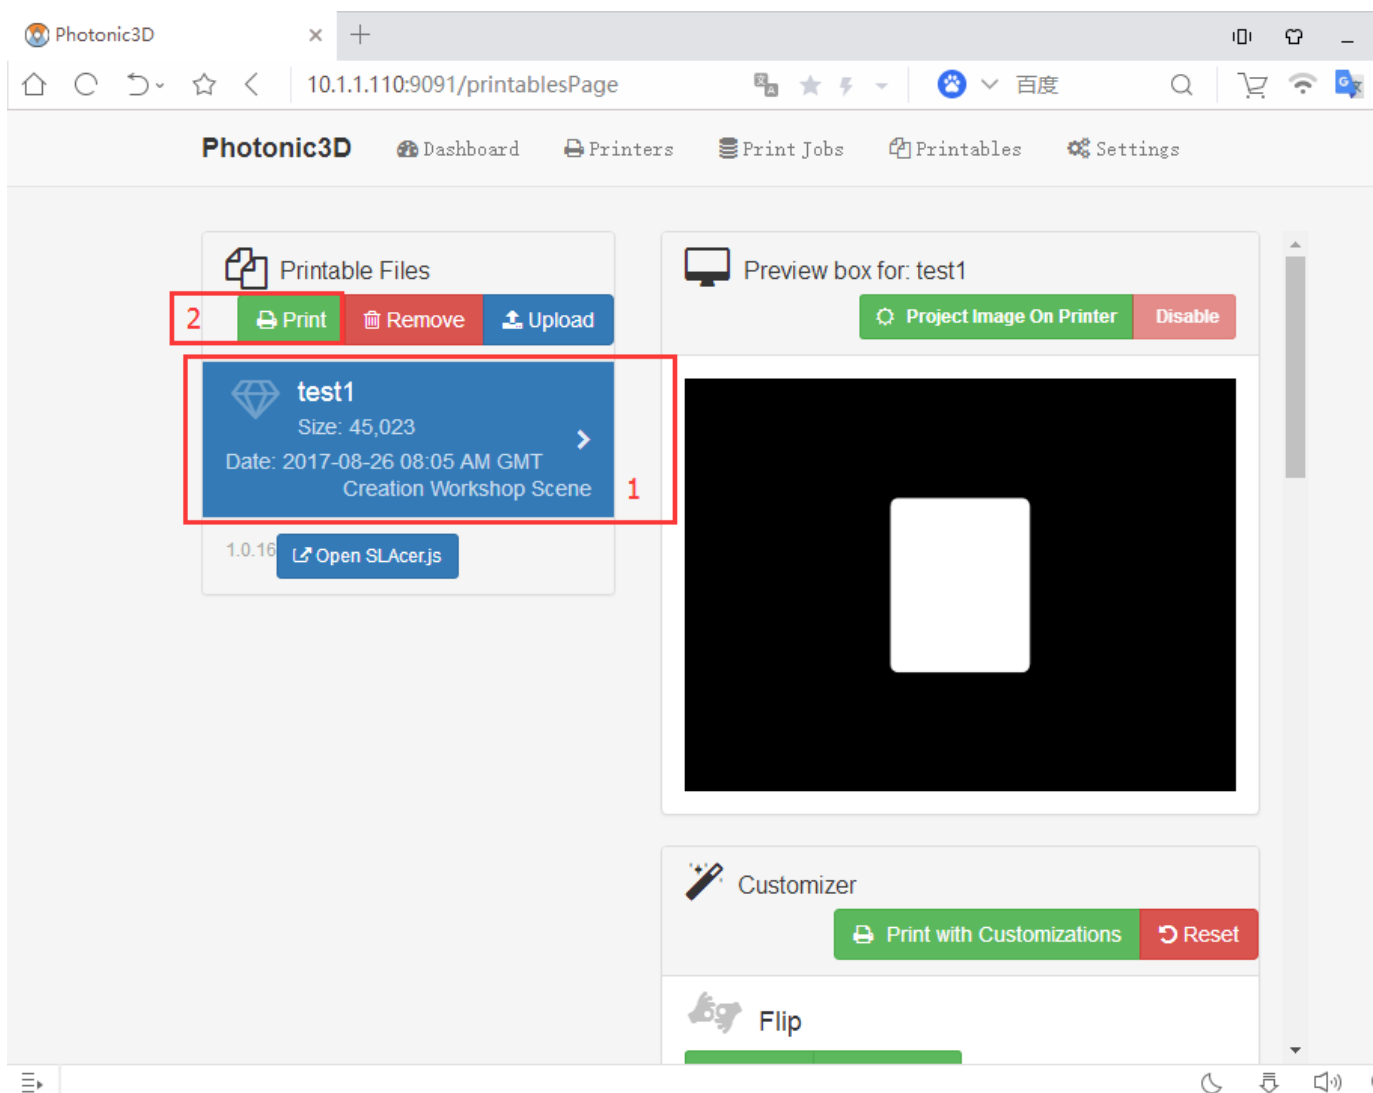 Photonic3D
10.1.1.110:9091/printablesPage
百度
Photonic3D Dashboard Printers Print Jobs Printables Settings
Printable Files
2 Print Remove Upload
test1
Size: 45,023
Date: 2017-08-26 08:05 AM GMT
Creation Workshop Scene
1
1.0.16 Open SLAcer.js
Preview box for: test1
Project Image On Printer Disable
Customizer
Print with Customizations Reset
Flip